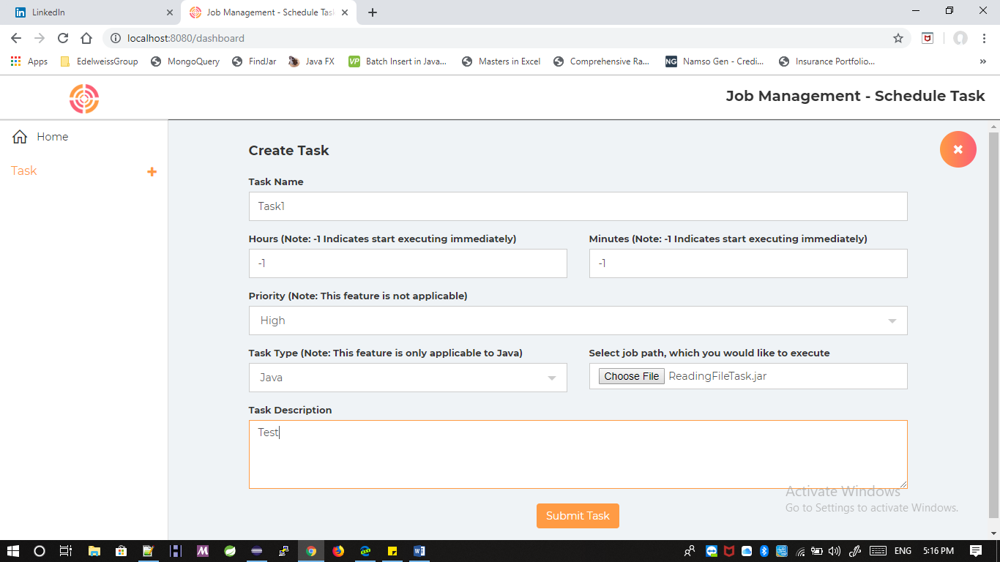 LinkedIn
Job Management - Schedule Tas
localhost:8080/dashboard
Apps EdelweissGroup MongoQuery FindJar Java FX VP Batch Insert in Java... Masters in Excel Comprehensive Ra... NG Namso Gen - Credi... Insurance Portfolio... »
Job Management - Schedule Task
Home
Task
Create Task
Task Name
Task1
Hours (Note: -1 Indicates start executing immediately) Minutes (Note: -1 Indicates start executing immediately)
-1 -1
Priority (Note: This feature is not applicable)
High
Task Type (Note: This feature is only applicable to Java) Select job path, which you would like to execute
Java Choose File ReadingFileTask.jar
Task Description
Test
Activate Windows
Go to Settings to activate Windows.
Submit Task
ENG 5:16 PM